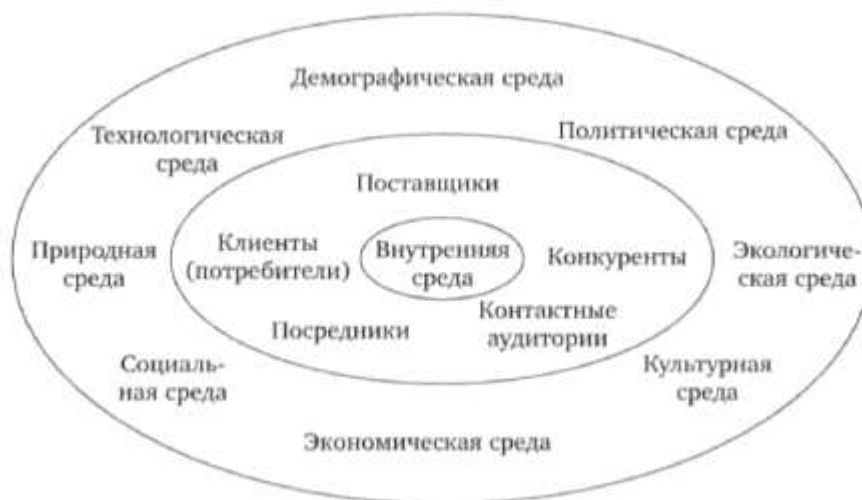 Демографическая среда
Технологическая
среда
Политическая среда
Поставщики
Природная
среда
Клиенты
(потребители)
Внутренняя
среда
Конкуренты
Экологиче-
ская среда
Посредники
Контактные
аудитории
Социаль-
ная среда
Культурная
среда
Экономическая среда